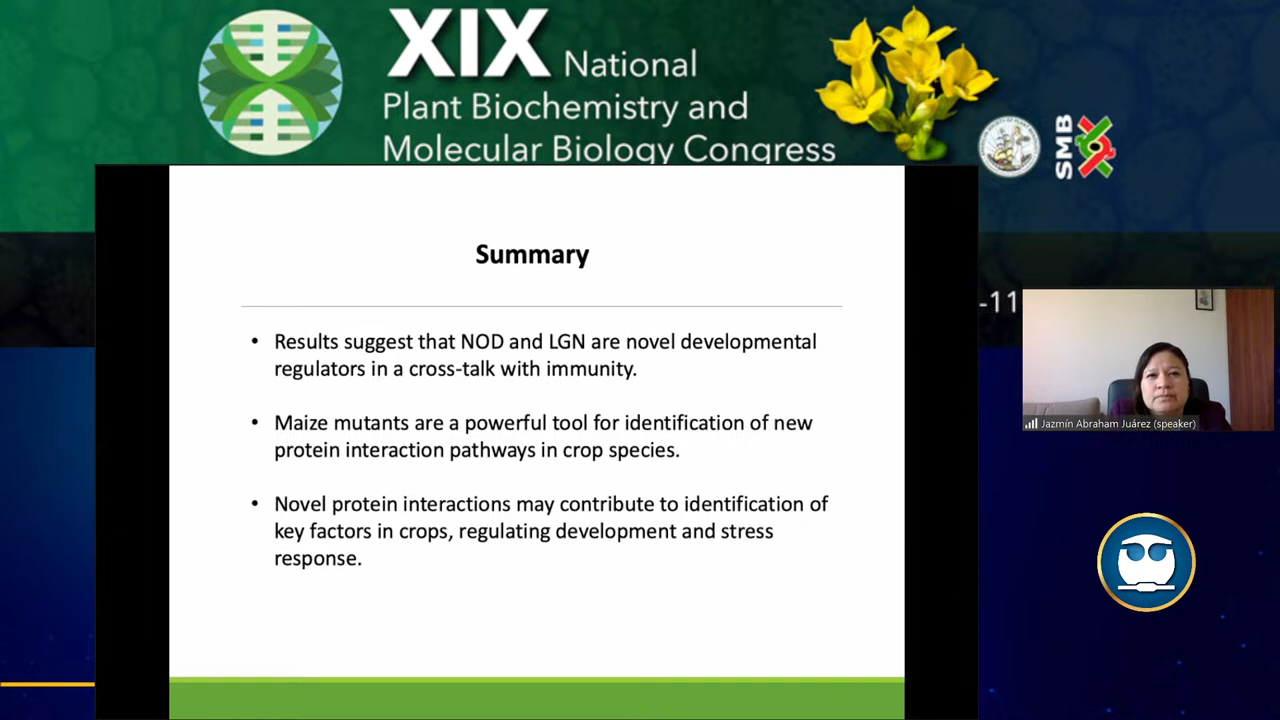 XIX National
Plant Biochemistry and
Molecular Biology Congress
SMB
Summary
• Results suggest that NOD and LGN are novel developmental
regulators in a cross-talk with immunity.
• Maize mutants are a powerful tool for identification of new
protein interaction pathways in crop species.
• Novel protein interactions may contribute to identification of
key factors in crops, regulating development and stress
response.
-11
Jazmín Abraham Juárez (speaker)